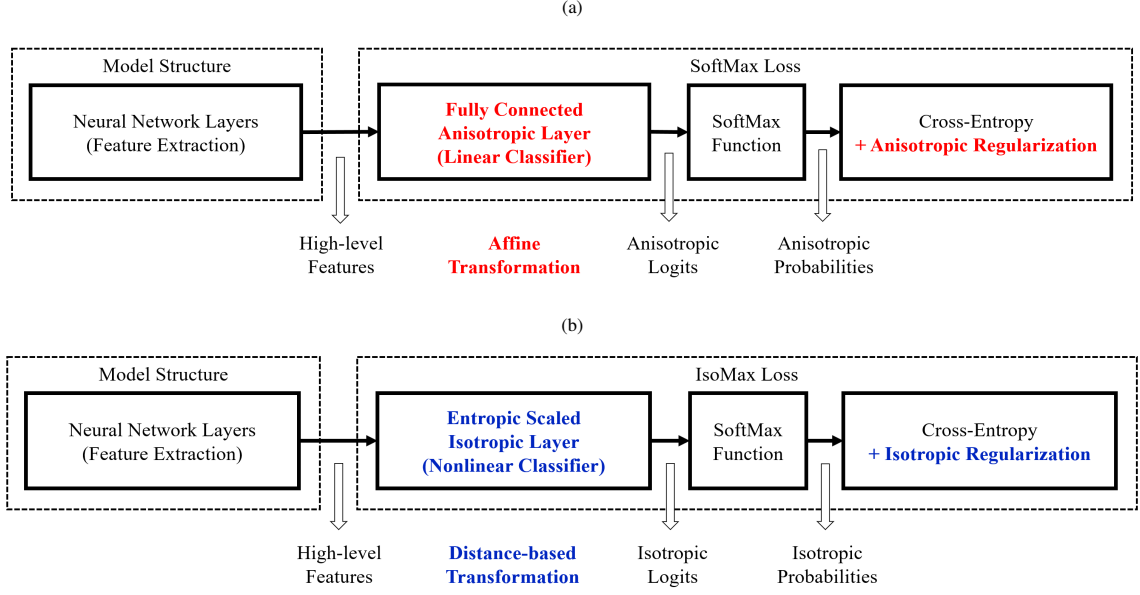 (a)
Model Structure
SoftMax Loss
Neural Network Layers
(Feature Extraction)
Fully Connected
Anisotropic Layer
(Linear Classifier)
SoftMax
Function
Cross-Entropy
+ Anisotropic Regularization
High-level
Features
Affine
Transformation
Anisotropic
Logits
Anisotropic
Probabilities
(b)
Model Structure
IsoMax Loss
Neural Network Layers
(Feature Extraction)
Entropic Scaled
Isotropic Layer
(Nonlinear Classifier)
SoftMax
Function
Cross-Entropy
+ Isotropic Regularization
High-level
Features
Distance-based
Transformation
Isotropic
Logits
Isotropic
Probabilities